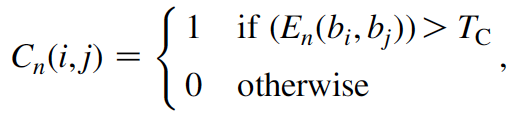 C_n(i,j) = { 1 if (E_n(b_i, b_j)) > T_C
0 otherwise ,